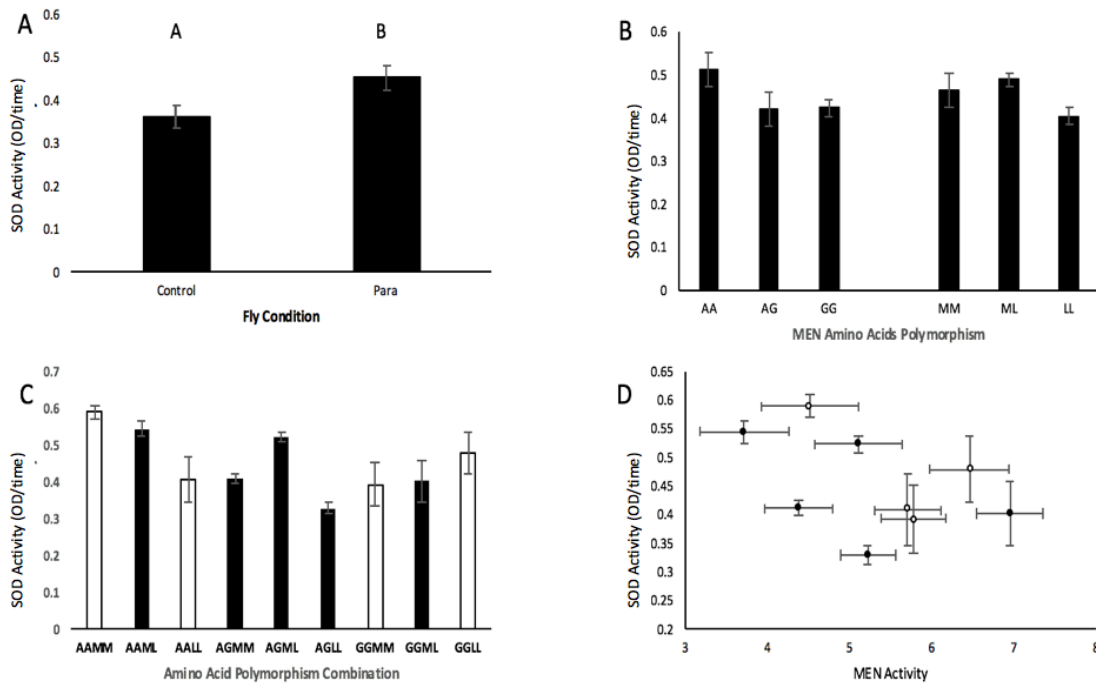 A
SOD Activity (OD/time)
0.6
0.5
0.4
0.3
0.2
0.1
0
A
B
Control
Para
Fly Condition
B
SOD Activity (OD/time)
0.6
0.5
0.4
0.3
0.2
0.1
0
AA
AG
GG
MM
ML
LL
MEN Amino Acids Polymorphism
C
SOD Activity (OD/time)
0.7
0.6
0.5
0.4
0.3
0.2
0.1
0
AAMM
AAML
AALL
AGMM
AGML
AGLL
GGMM
GGML
GGLL
Amino Acid Polymorphism Combination
D
SOD Activity (OD/time)
0.65
0.6
0.55
0.5
0.45
0.4
0.35
0.3
0.25
0.2
3
4
5
6
7
8
MEN Activity